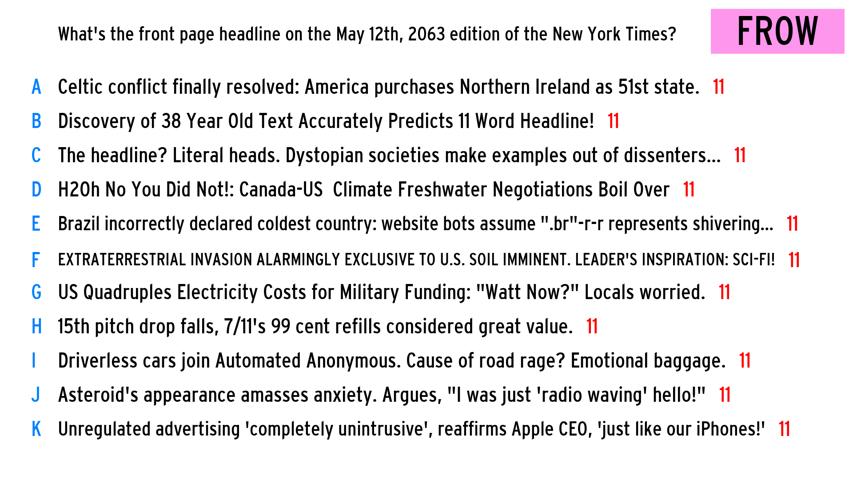 What's the front page headline on the May 12th, 2063 edition of the New York Times?
FROW
A Celtic conflict finally resolved: America purchases Northern Ireland as 51st state. 11
B Discovery of 38 Year Old Text Accurately Predicts 11 Word Headline! 11
C The headline? Literal heads. Dystopian societies make examples out of dissenters... 11
D H20h No You Did Not!: Canada-US Climate Freshwater Negotiations Boil Over 11
E Brazil incorrectly declared coldest country: website bots assume ".br"-r-r represents shivering... 11
F EXTRATERRESTRIAL INVASION ALARMINGLY EXCLUSIVE TO U.S. SOIL IMMINENT. LEADER'S INSPIRATION: SCI-FI! 11
G US Quadruples Electricity Costs for Military Funding: "Watt Now?" Locals worried. 11
H 15th pitch drop falls, 7/11's 99 cent refills considered great value. 11
I Driverless cars join Automated Anonymous. Cause of road rage? Emotional baggage. 11
J Asteroid's appearance amasses anxiety. Argues, "I was just 'radio waving' hello!" 11
K Unregulated advertising 'completely unintrusive', reaffirms Apple CEO, 'just like our iPhones!' 11